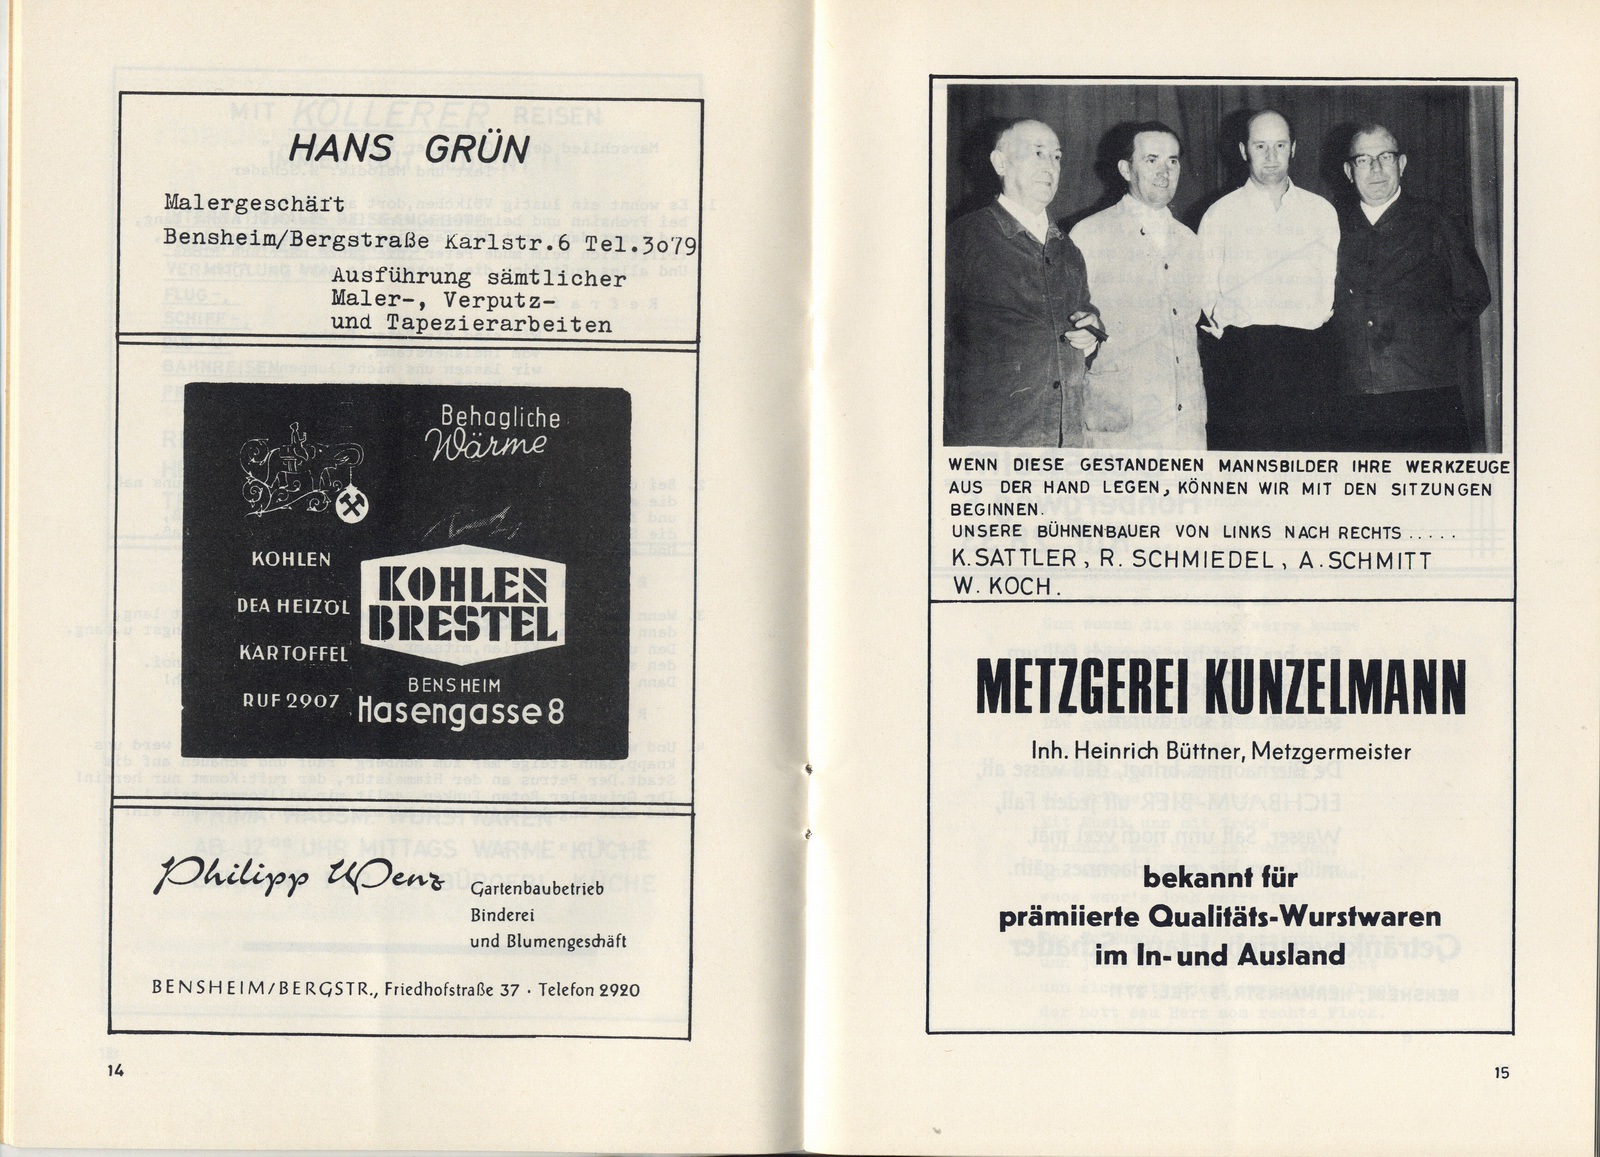 HANS GRÜN
Malergeschäft
Bensheim/Bergstraße Karlstr.6 Tel.3o79
Ausführung sämtlicher
Maler-, Verputz-
und Tapezierarbeiten
Behagliche
Wärme
KOHLEN
DEA HEIZÖL
KARTOFFEL
RUF 2907
KOHLEN
BRESTEL
BENSHEIM
Hasengasse 8
Philipp Wenz
Gartenbaubetrieb
Binderei
und Blumengeschäft
BENSHEIM/BERGSTR., Friedhofstraße 37 · Telefon 2920
14
WENN DIESE GESTANDENEN MANNSBILDER IHRE WERKZEUGE
AUS DER HAND LEGEN, KÖNNEN WIR MIT DEN SITZUNGEN
BEGINNEN.
UNSERE BÜHNENBAUER VON LINKS NACH RECHTS.....
K. SATTLER, R. SCHMIEDEL, A. SCHMITT
W. KOCH.
METZGEREI KUNZELMANN
Inh. Heinrich Büttner, Metzgermeister
bekannt für
prämiierte Qualitäts-Wurstwaren
im In- und Ausland
15